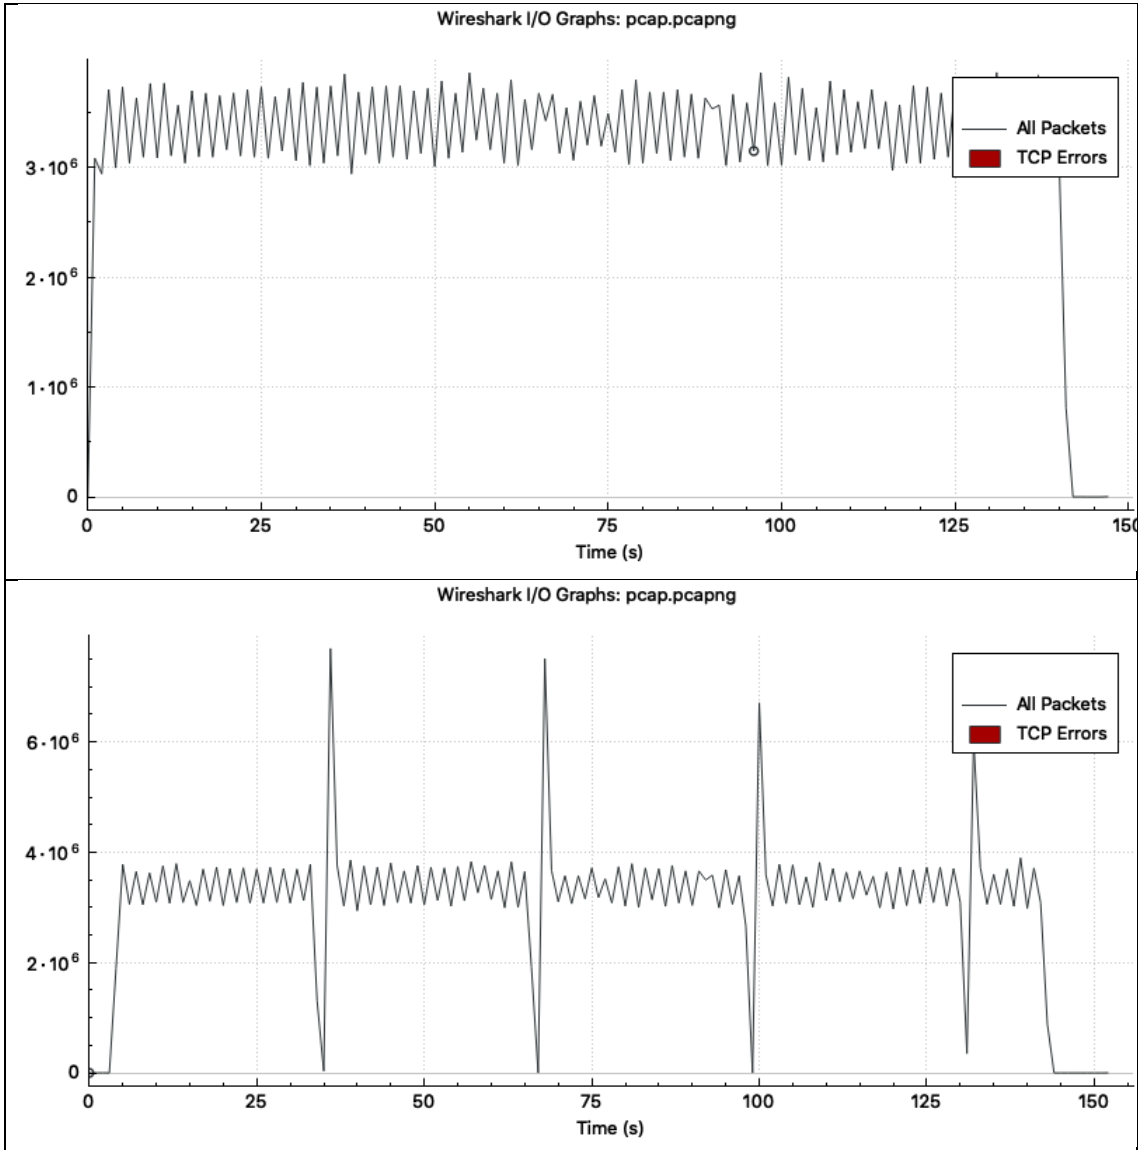 Wireshark I/O Graphs: pcap.pcapng
All Packets
TCP Errors
3·10⁶
2·10⁶
1·10⁶
0
0 25 50 75 100 125 150
Time (s)
Wireshark I/O Graphs: pcap.pcapng
All Packets
TCP Errors
6·10⁶
4·10⁶
2·10⁶
0
0 25 50 75 100 125 150
Time (s)